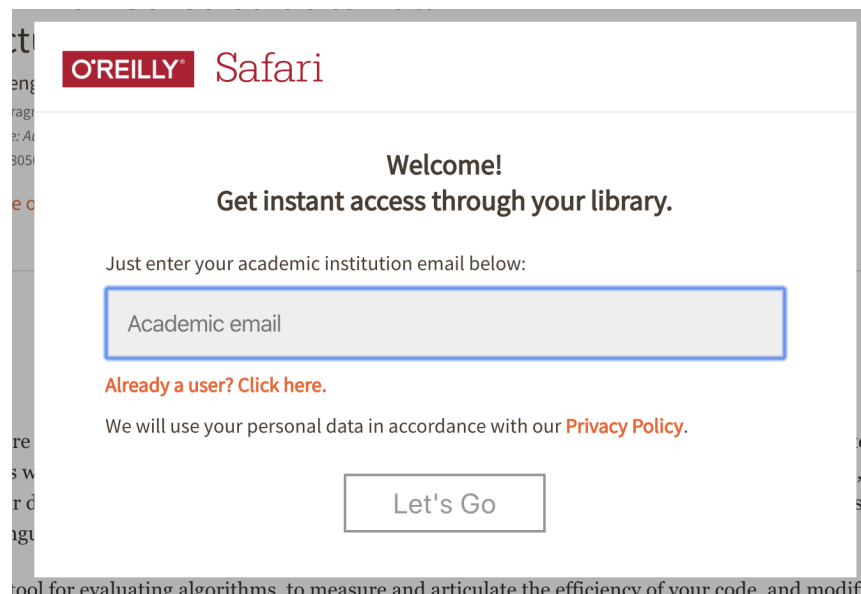 O'REILLY® Safari
Welcome!
Get instant access through your library.
Just enter your academic institution email below:
Academic email
Already a user? Click here.
We will use your personal data in accordance with our Privacy Policy.
Let's Go
tool for evaluating algorithms, to measure and articulate the efficiency of your code, and